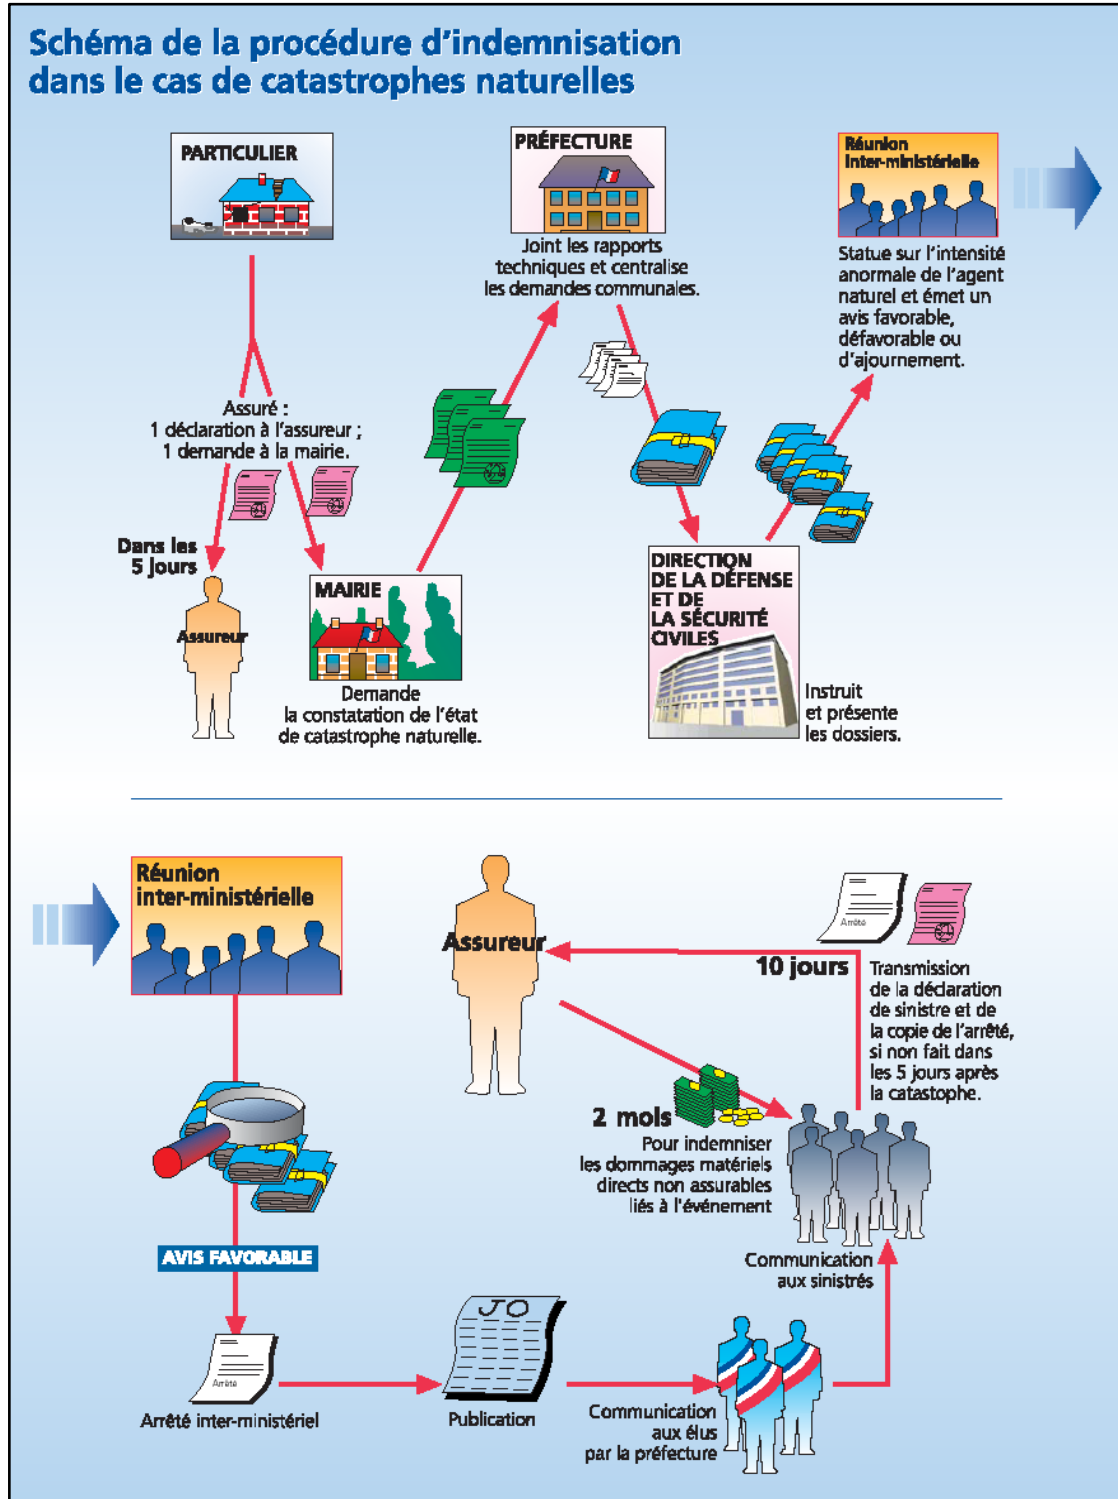 Schéma de la procédure d'indemnisation
dans le cas de catastrophes naturelles
PARTICULIER
PRÉFECTURE
Joint les rapports
techniques et centralise
les demandes communales.
Réunion
inter-ministérielle
Statue sur l'intensité
anormale de l'agent
naturel et émet un
avis favorable,
défavorable ou
d'ajournement.
Assuré :
1 déclaration à l'assureur ;
1 demande à la mairie.
Dans les
5 jours
Assureur
MAIRIE
Demande
la constatation de l'état
de catastrophe naturelle.
DIRECTION
DE LA DÉFENSE
ET DE
LA SÉCURITÉ
CIVILES
Instruit
et présente
les dossiers.
Réunion
inter-ministérielle
Assureur
Arrêté
10 jours
Transmission
de la déclaration
de sinistre et de
la copie de l'arrêté,
si non fait dans
les 5 jours après
la catastophe.
2 mois
Pour indemniser
les dommages matériels
directs non assurables
liés à l'événement
AVIS FAVORABLE
Communication
aux sinistrés
Arrêté
Arrêté inter-ministériel
JO
Publication
Communication
aux élus
par la préfecture